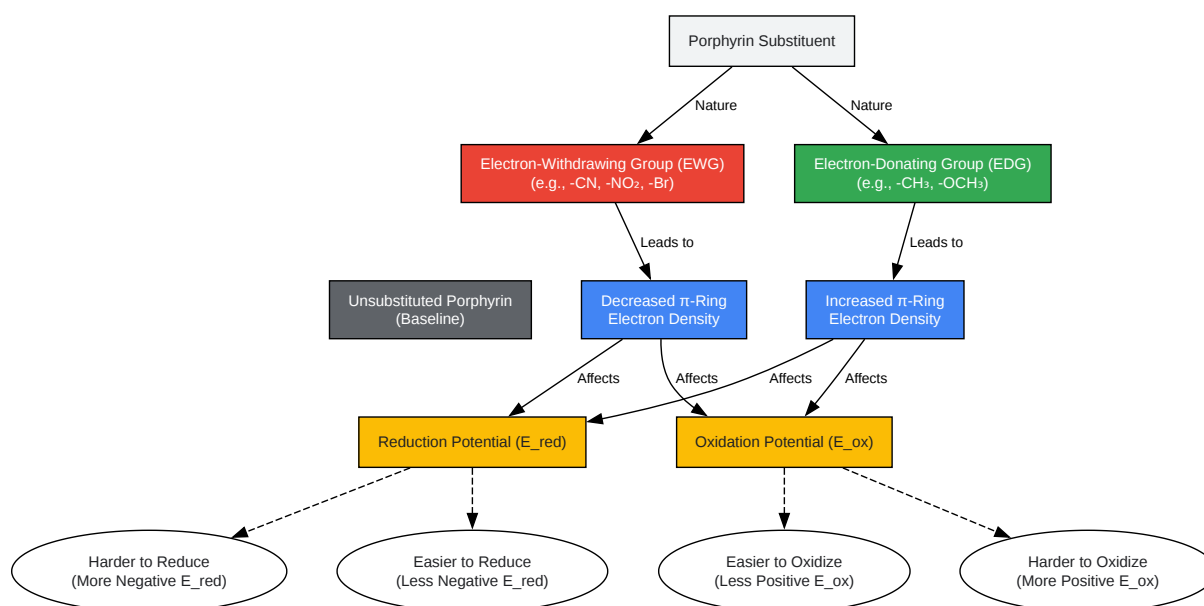 Porphyrin Substituent
Nature
Nature
Electron-Withdrawing Group (EWG)
(e.g., -CN, -NO₂, -Br)
Electron-Donating Group (EDG)
(e.g., -CH₃, -OCH₃)
Leads to
Leads to
Unsubstituted Porphyrin
(Baseline)
Decreased π-Ring
Electron Density
Increased π-Ring
Electron Density
Affects
Affects
Affects
Affects
Reduction Potential (E_red)
Oxidation Potential (E_ox)
Harder to Reduce
(More Negative E_red)
Easier to Reduce
(Less Negative E_red)
Easier to Oxidize
(Less Positive E_ox)
Harder to Oxidize
(More Positive E_ox)